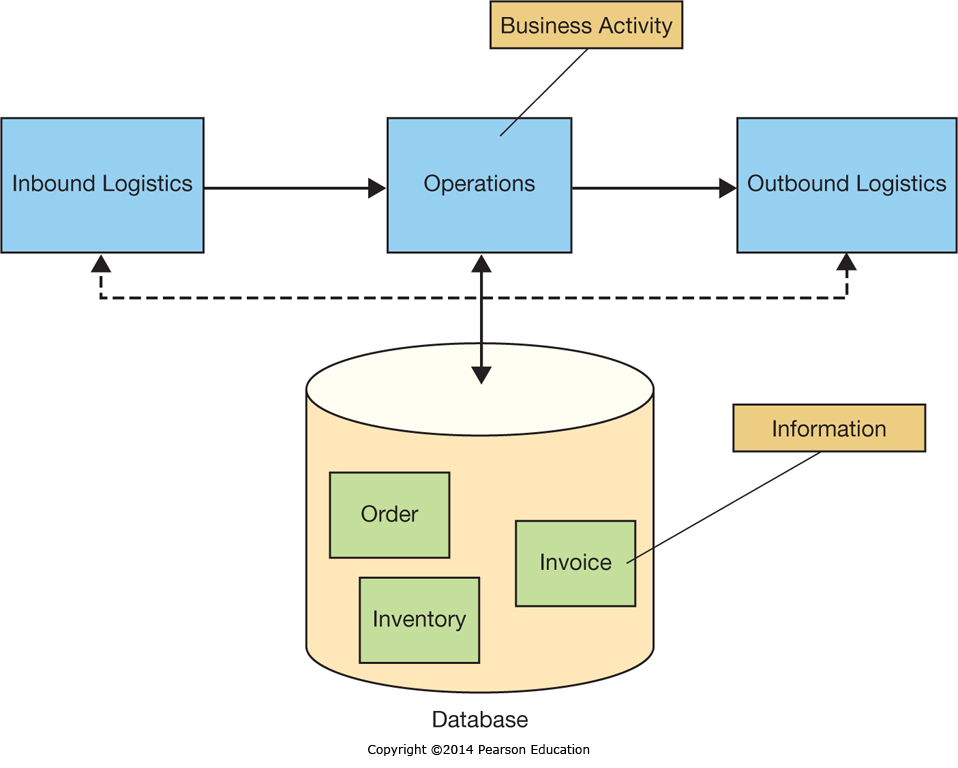 Business Activity
Inbound Logistics
Operations
Outbound Logistics
Information
Order
Invoice
Inventory
Database
Copyright ©2014 Pearson Education